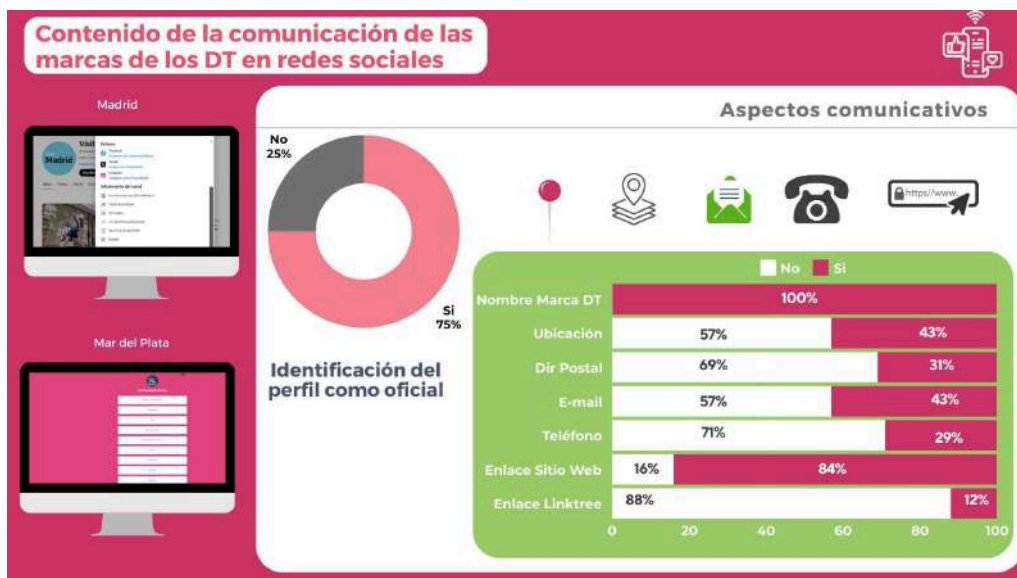 Contenido de la comunicación de las
marcas de los DT en redes sociales
Madrid
Madrid
Mar del Plata
Aspectos comunicativos
No
25%
Si
75%
Identificación del
perfil como oficial
https://www.
No Si
Nombre Marca DT 100%
Ubicación 57% 43%
Dir Postal 69% 31%
E-mail 57% 43%
Teléfono 71% 29%
Enlace Sitio Web 16% 84%
Enlace Linktree 88% 12%
0 20 40 60 80 100